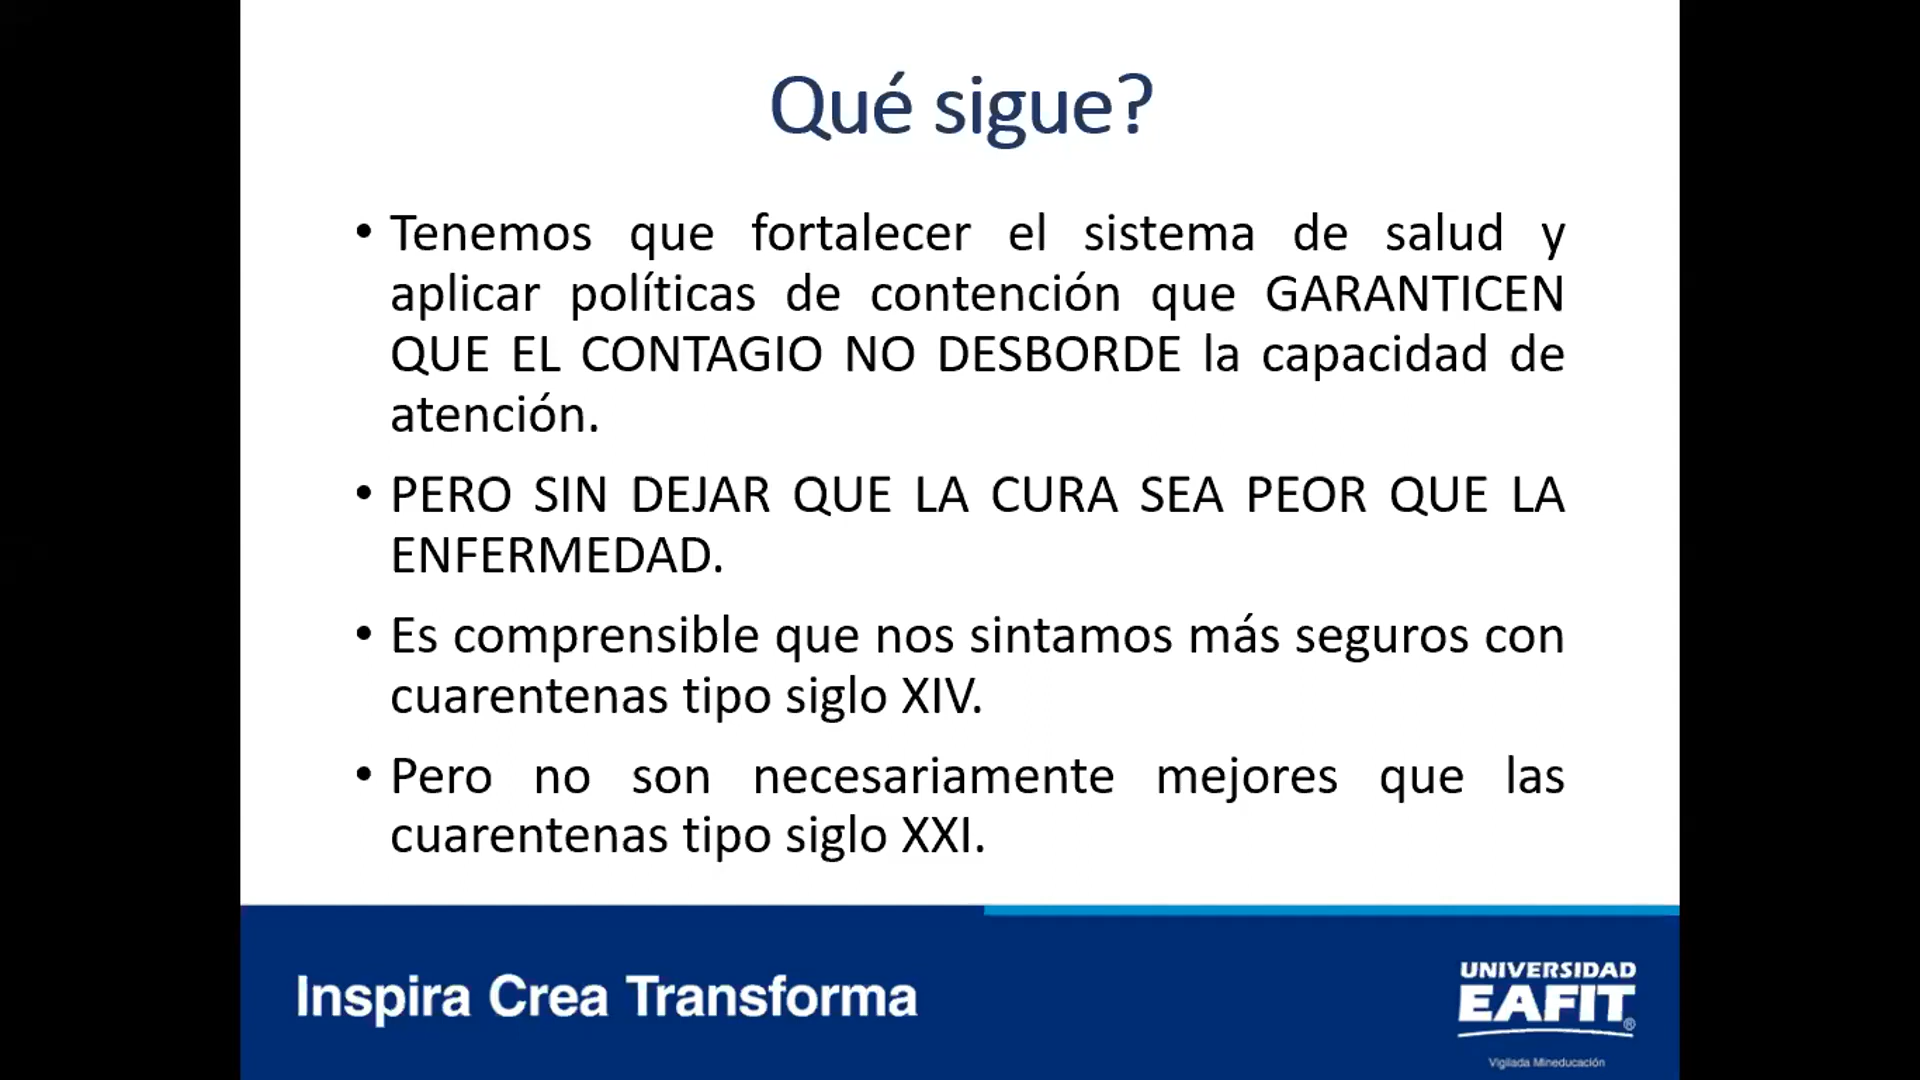 Qué sigue?
• Tenemos que fortalecer el sistema de salud y
aplicar políticas de contención que GARANTICEN
QUE EL CONTAGIO NO DESBORDE la capacidad de
atención.
• PERO SIN DEJAR QUE LA CURA SEA PEOR QUE LA
ENFERMEDAD.
• Es comprensible que nos sintamos más seguros con
cuarentenas tipo siglo XIV.
• Pero no son necesariamente mejores que las
cuarentenas tipo siglo XXI.
Inspira Crea Transforma
UNIVERSIDAD
EAFIT®
Vigilada Mineducación